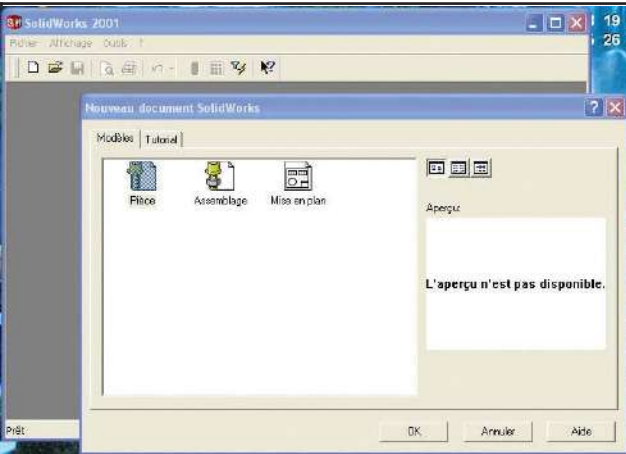 SolidWorks 2001
19
Fichier Affichage Outils ?
26
Nouveau document SolidWorks
Modèles Tutorial
Pièce Assemblage Mise en plan
Aperçu:
L'aperçu n'est pas disponible.
Prêt
OK Annuler Aide